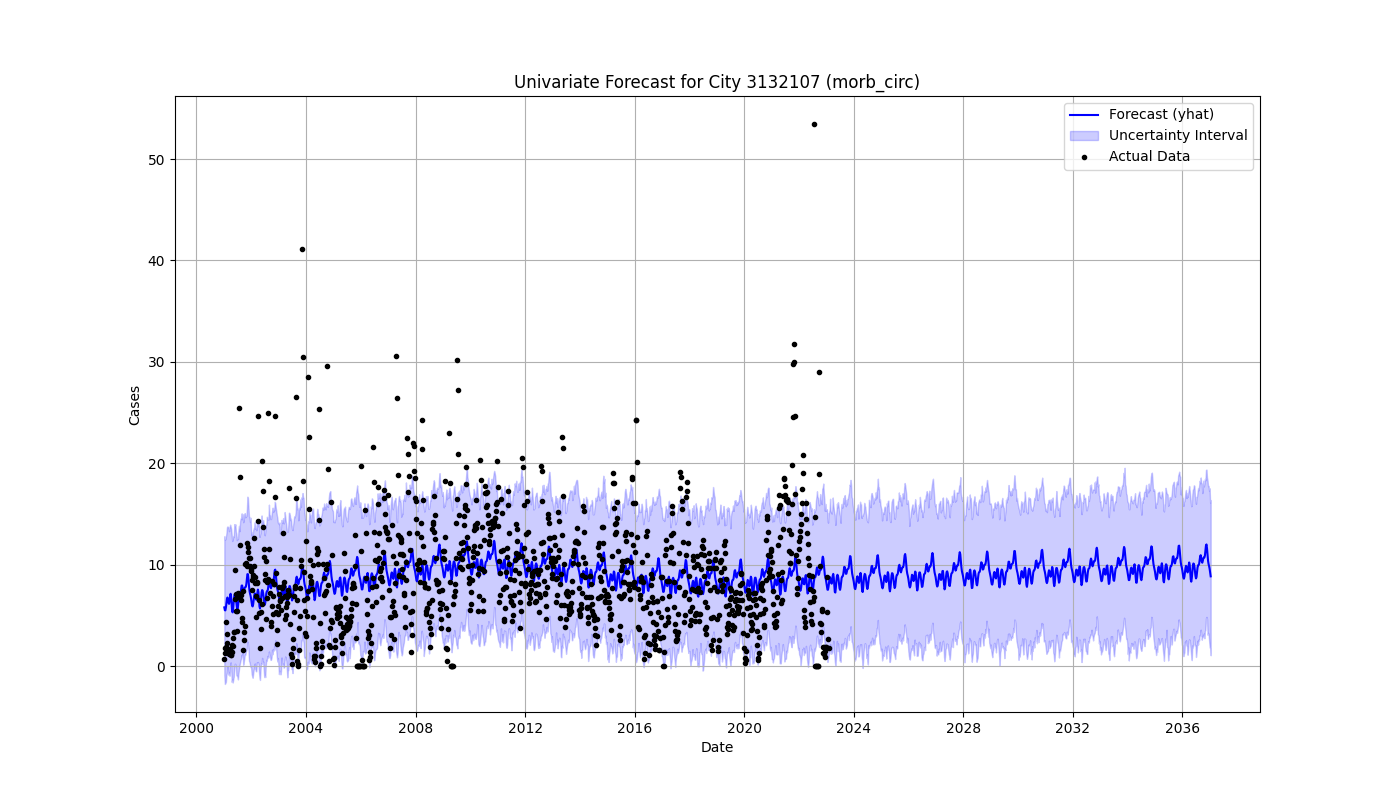 Univariate Forecast for City 3132107 (morb_circ)
Forecast (yhat)
Uncertainty Interval
Actual Data
50
40
30
20
10
0
Cases
2000 2004 2008 2012 2016 2020 2024 2028 2032 2036
Date